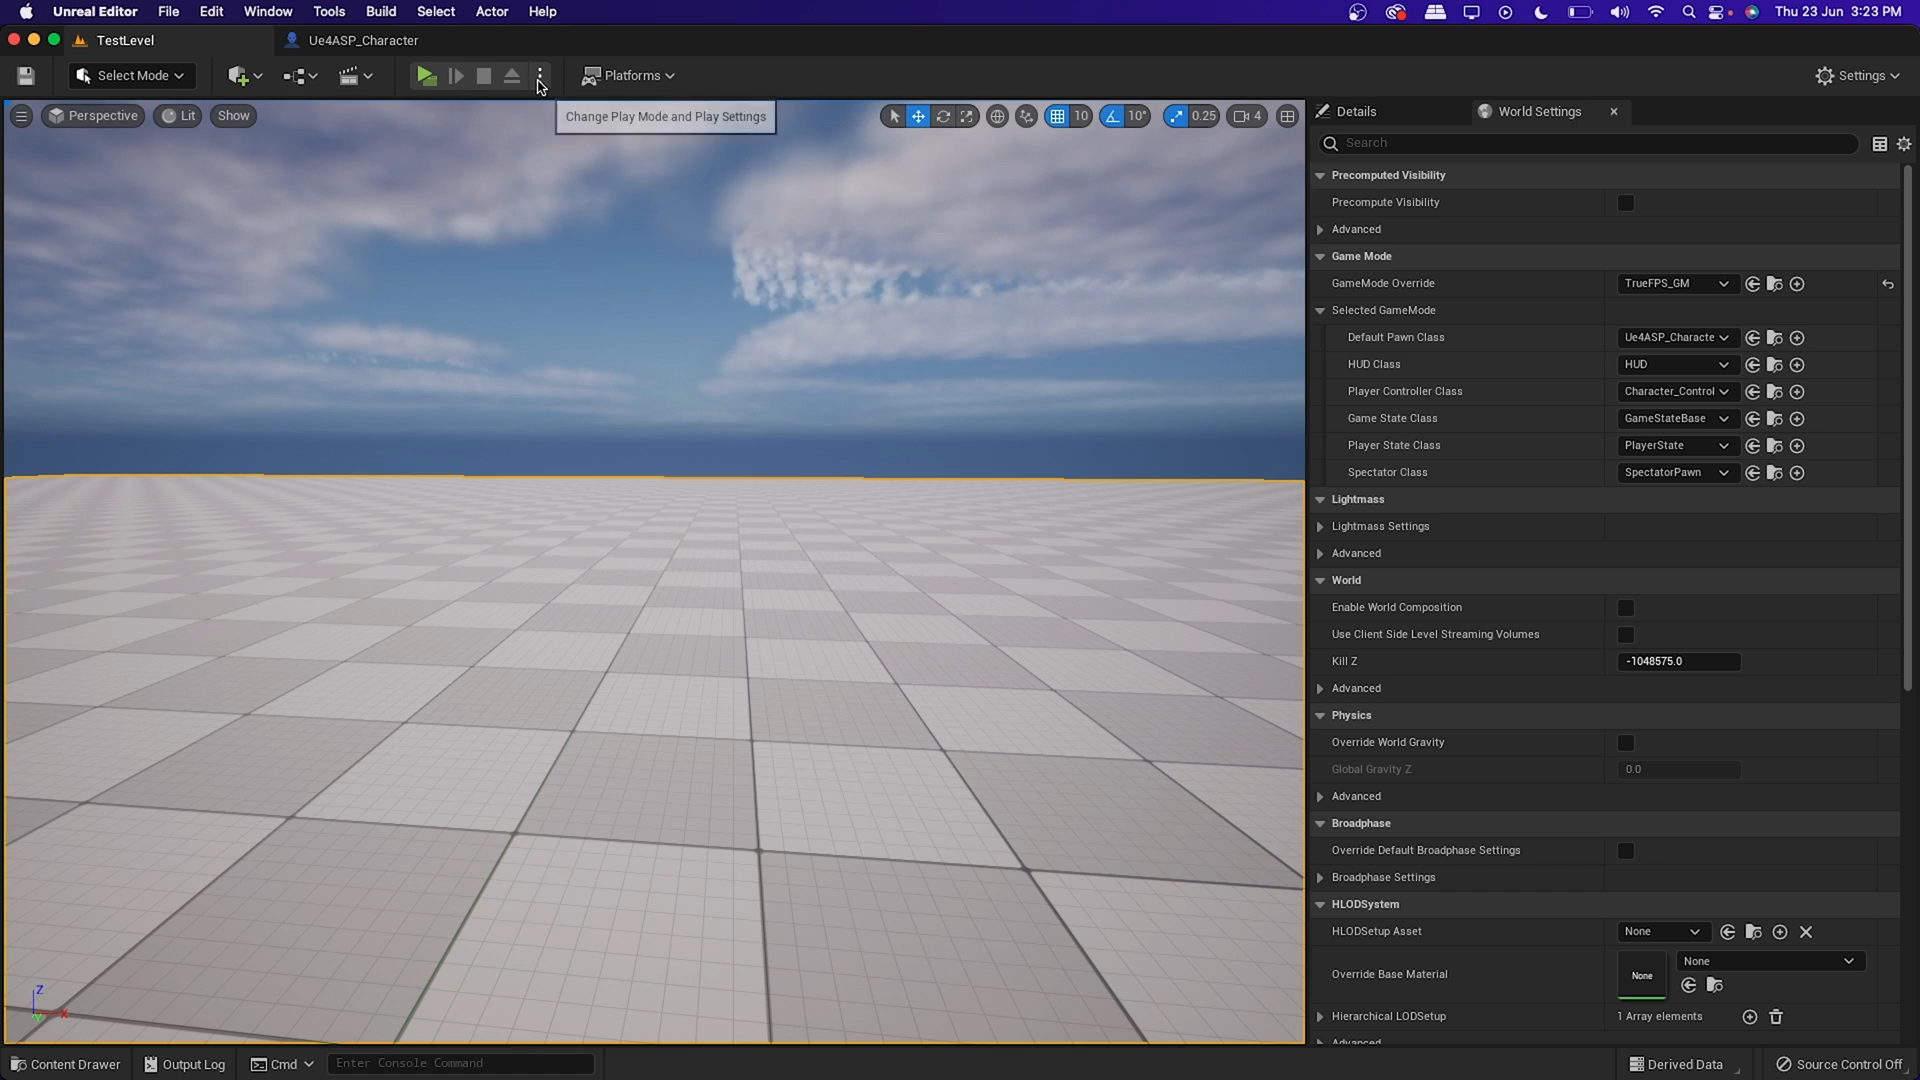 Unreal Editor File Edit Window Tools Build Select Actor Help
Thu 23 Jun 3:23 PM
TestLevel
Ue4ASP_Character
Select Mode
Platforms
Settings
Change Play Mode and Play Settings
Perspective
Lit
Show
10
10°
0.25
4
Details
World Settings
Search
Precomputed Visibility
Precompute Visibility
Advanced
Game Mode
GameMode Override
TrueFPS_GM
Selected GameMode
Default Pawn Class
Ue4ASP_Characte
HUD Class
HUD
Player Controller Class
Character_Control
Game State Class
GameStateBase
Player State Class
PlayerState
Spectator Class
SpectatorPawn
Lightmass
Lightmass Settings
Advanced
World
Enable World Composition
Use Client Side Level Streaming Volumes
Kill Z
-1048575.0
Advanced
Physics
Override World Gravity
Global Gravity Z
0.0
Advanced
Broadphase
Override Default Broadphase Settings
Broadphase Settings
HLODSystem
HLODSetup Asset
None
None
Override Base Material
None
Hierarchical LODSetup
1 Array elements
Advanced
Z
X
Y
Content Drawer
Output Log
Cmd
Enter Console Command
Derived Data
Source Control Off